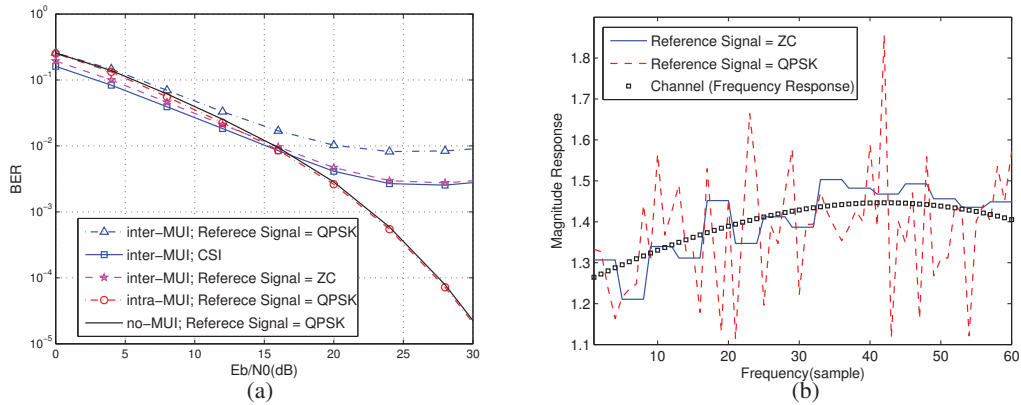 10^0
10^-1
10^-2
10^-3
10^-4
10^-5
BER
inter-MUI; Referece Signal = QPSK
inter-MUI; CSI
inter-MUI; Referece Signal = ZC
intra-MUI; Referece Signal = QPSK
no-MUI; Referece Signal = QPSK
0 5 10 15 20 25 30
Eb/N0(dB)
(a)
Reference Signal = ZC
Reference Signal = QPSK
Channel (Frequency Response)
1.8
1.7
1.6
1.5
1.4
1.3
1.2
1.1
Magnitude Response
10 20 30 40 50 60
Frequency(sample)
(b)